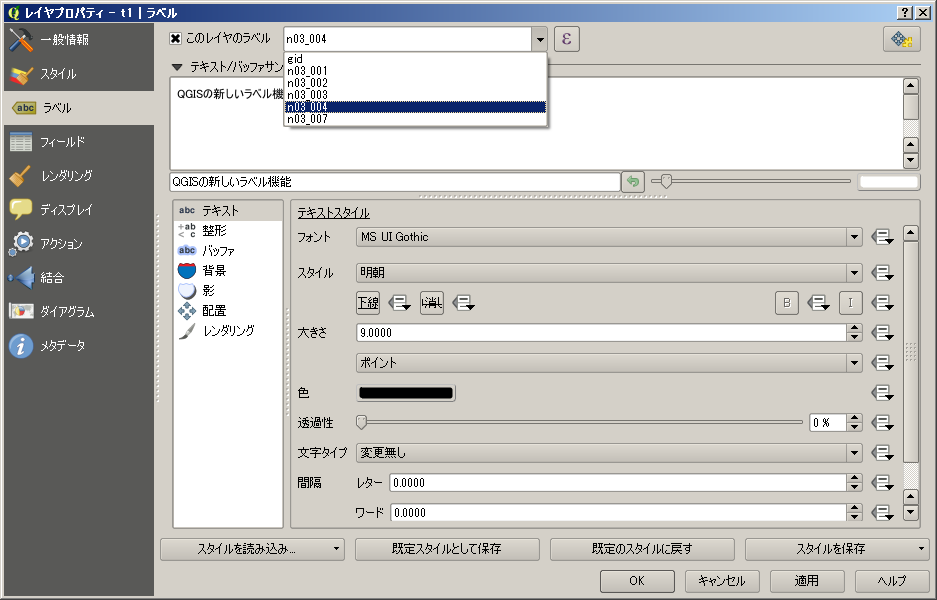 レイヤプロパティ - t1 | ラベル
一般情報
スタイル
abc ラベル
フィールド
レンダリング
ディスプレイ
アクション
結合
ダイアグラム
メタデータ
このレイヤのラベル n03_004 ε
gid
n03_001
n03_002
n03_003
n03_004
n03_007
テキスト/バッファサン
QGISの新しいラベル機
QGISの新しいラベル機能
abc テキスト
+ab < c 整形
abc バッファ
背景
影
配置
レンダリング
テキストスタイル
フォント MS UI Gothic
スタイル 明朝
下線 B I
大きさ 9.0000
ポイント
色
透過性 0 %
文字タイプ 変更無し
間隔 レター 0.0000
ワード 0.0000
スタイルを読み込み... 既定スタイルとして保存 既定のスタイルに戻す スタイルを保存
OK キャンセル 適用 ヘルプ